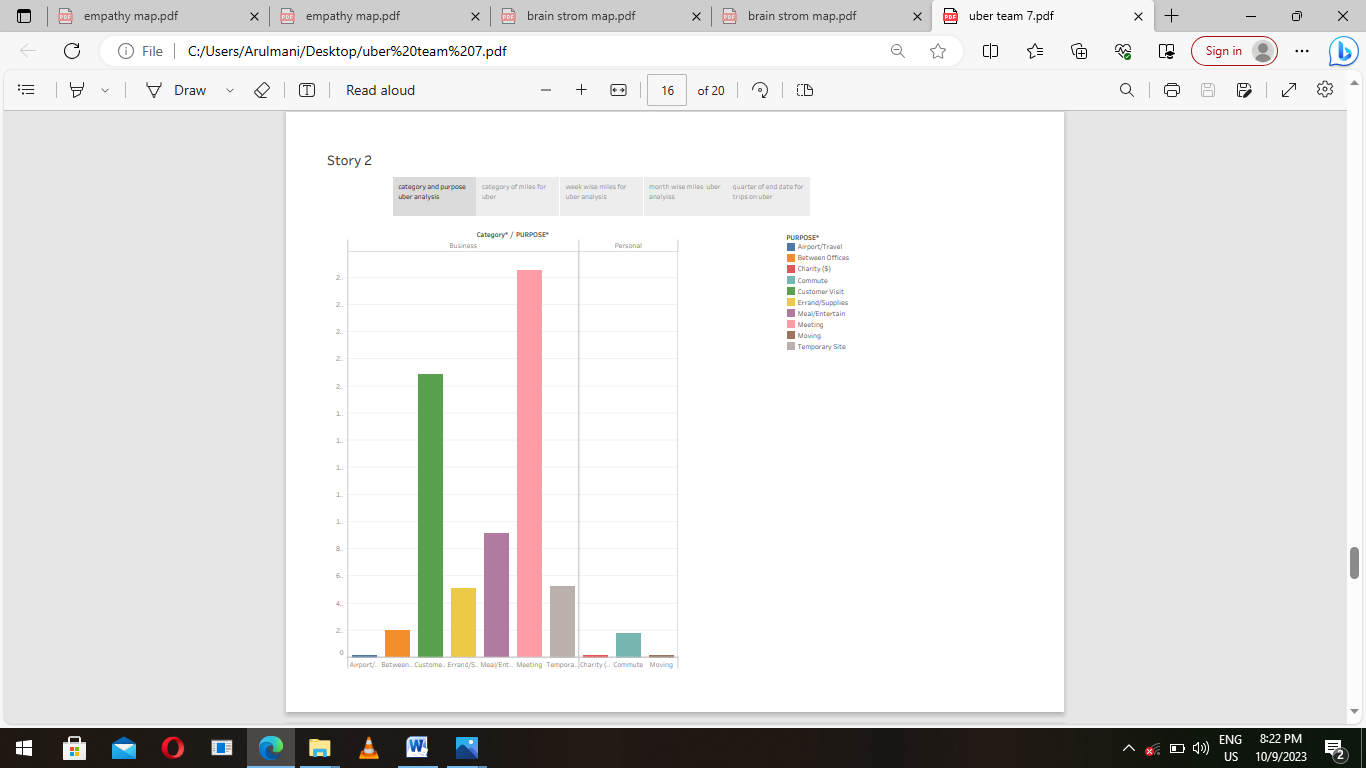 empathy map.pdf
empathy map.pdf
brain strom map.pdf
brain strom map.pdf
uber team 7.pdf
File
C:/Users/Arulmani/Desktop/uber%20team%207.pdf
Sign in
Draw
Read aloud
16
of 20
Story 2
category and purpose
uber analysis
category of miles for
uber
week wise miles for
uber analysis
month wise miles uber
analyiss
quarter of end date for
trips on uber
Category* / PURPOSE*
Business
Personal
2..
2..
2..
2..
2..
1..
1..
1..
1..
1..
8..
6..
4..
2..
0
Airport/..
Between..
Custome..
Errand/S..
Meal/Ent..
Meeting
Tempora..
Charity (..
Commute
Moving
PURPOSE*
Airport/Travel
Between Offices
Charity ($)
Commute
Customer Visit
Errand/Supplies
Meal/Entertain
Meeting
Moving
Temporary Site
ENG
US
8:22 PM
10/9/2023
2